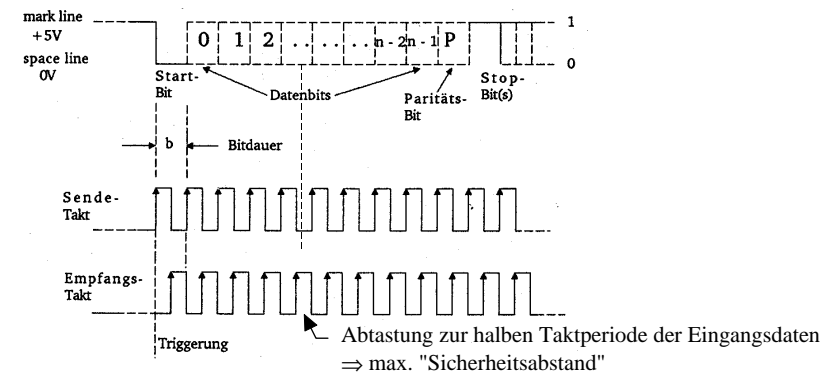 mark line
+5V
space line
0V
1
0
0 1 2 . . . . . n - 2 n - 1 P
Start-
Bit
Datenbits
Paritäts-
Bit
Stop-
Bit(s)
b
Bitdauer
Sende-
Takt
Empfangs-
Takt
Triggerung
Abtastung zur halben Taktperiode der Eingangsdaten
⇒ max. "Sicherheitsabstand"